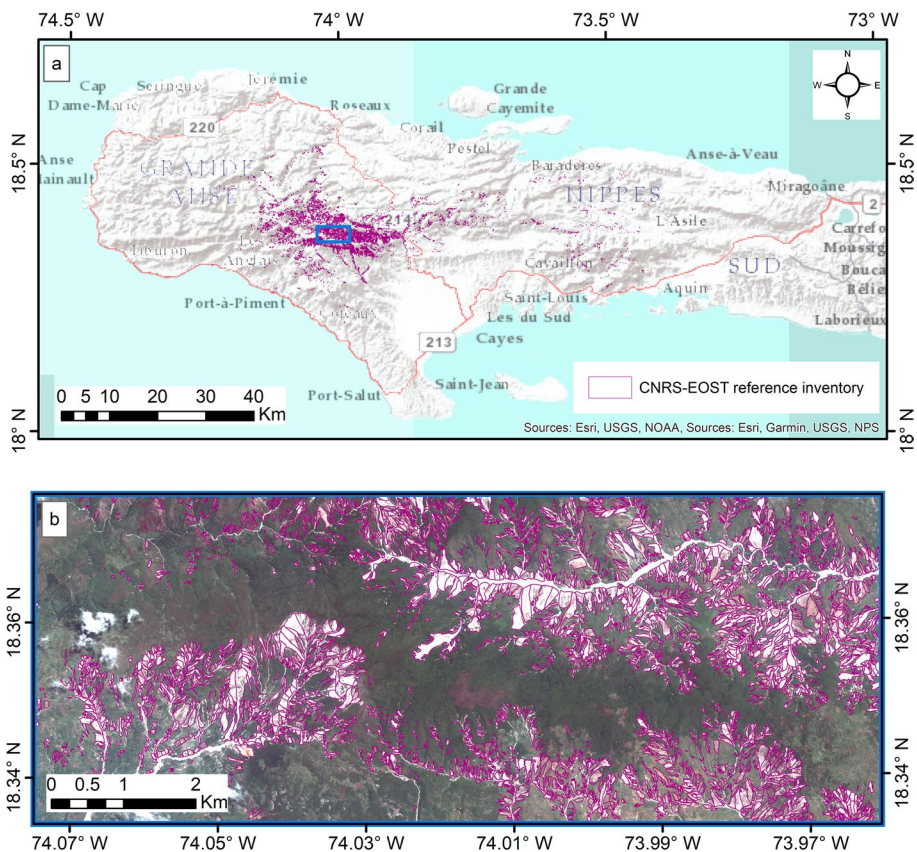 74.5° W
74° W
73.5° W
73° W
a
N
W
E
S
Cap
Dame-Marie
Seringue
Jérémie
Roseaux
Grande
Cayemite
220
Corail
Pestel
Anse
18.5° N
18.5° N
GRANDE
ANSE
Baradères
Anse-à-Veau
NIPPES
Miragoâne
2
214
L'Asile
Carrefo
Moussig
Tiburon
Anglai
Cavaillon
SUD
Bouca
Bélie
Port-à-Piment
Coteaux
Saint-Louis
Aquin
Les du Sud
Laborieux
213
Cayes
Saint-Jean
Port-Salut
0 5 10 20 30 40
Km
CNRS-EOST reference inventory
18° N
18° N
Sources: Esri, USGS, NOAA, Sources: Esri, Garmin, USGS, NPS
b
18.36° N
18.36° N
18.34° N
18.34° N
0 0.5 1 2
Km
74.07° W
74.05° W
74.03° W
74.01° W
73.99° W
73.97° W